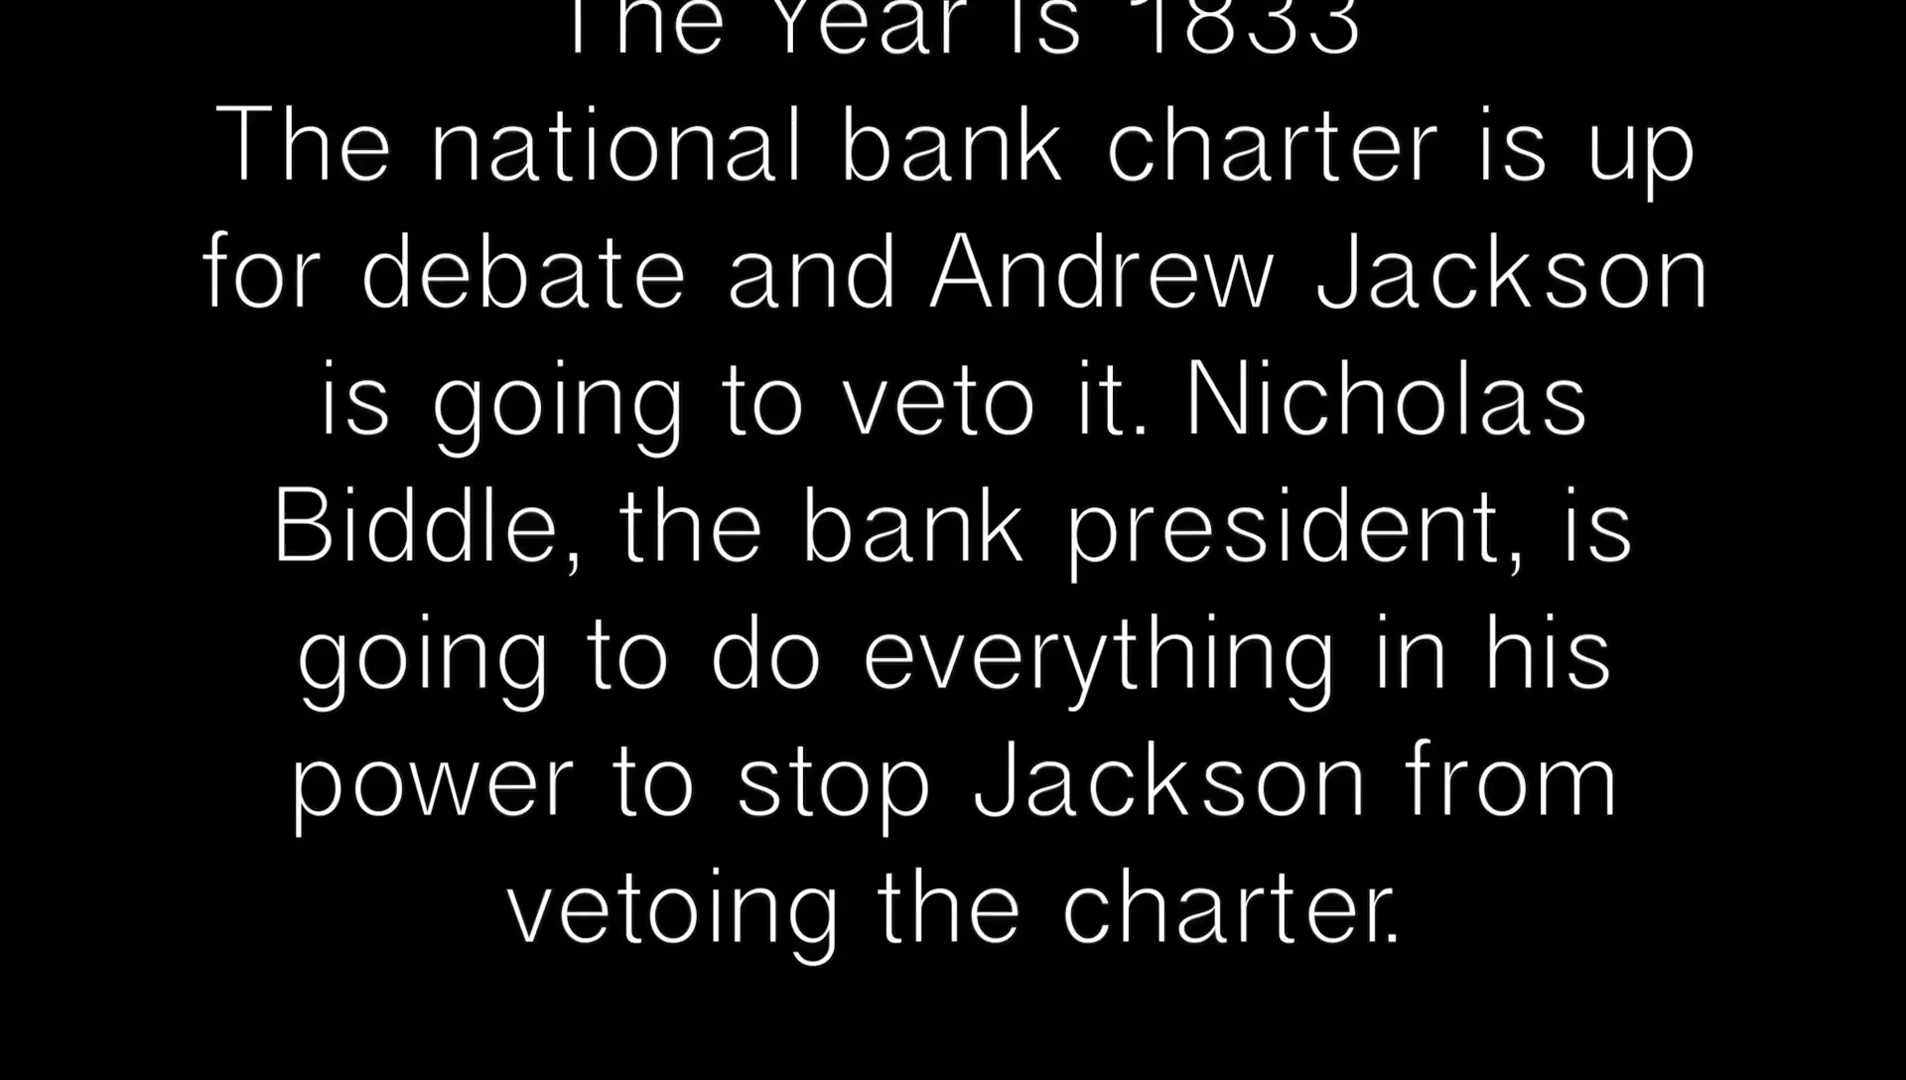 The Year Is 1833
The national bank charter is up
for debate and Andrew Jackson
is going to veto it. Nicholas
Biddle, the bank president, is
going to do everything in his
power to stop Jackson from
vetoing the charter.